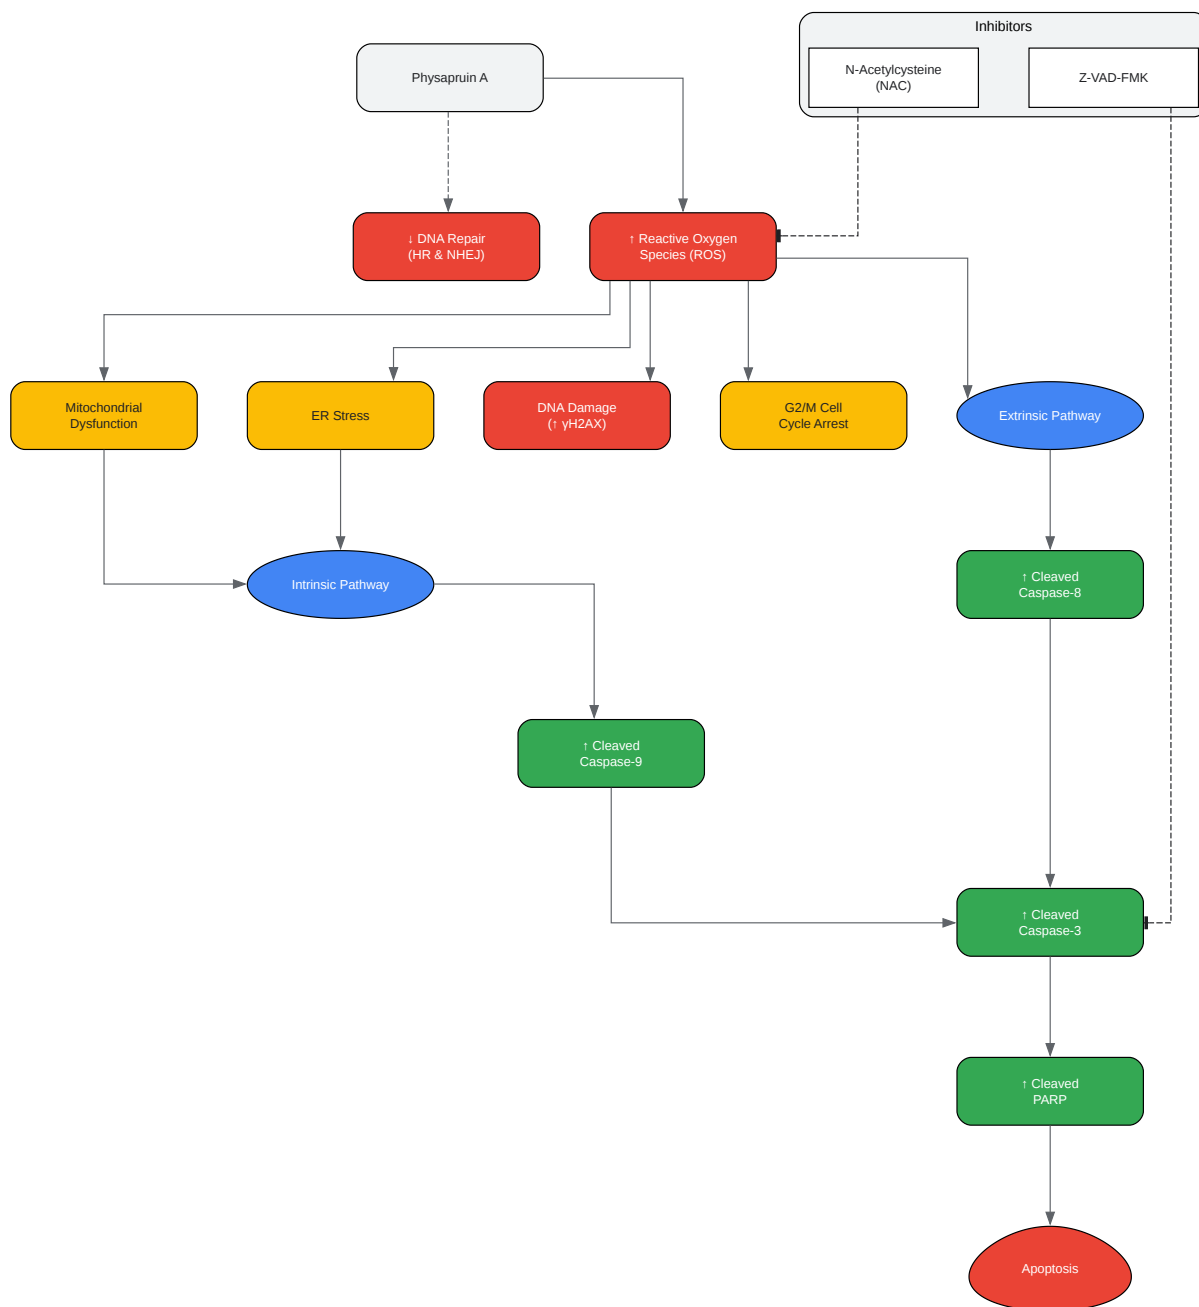 Inhibitors
Physapruin A
N-Acetylcysteine
(NAC)
Z-VAD-FMK
↓ DNA Repair
(HR & NHEJ)
↑ Reactive Oxygen
Species (ROS)
Mitochondrial
Dysfunction
ER Stress
DNA Damage
(↑ γH2AX)
G2/M Cell
Cycle Arrest
Extrinsic Pathway
Intrinsic Pathway
↑ Cleaved
Caspase-8
↑ Cleaved
Caspase-9
↑ Cleaved
Caspase-3
↑ Cleaved
PARP
Apoptosis